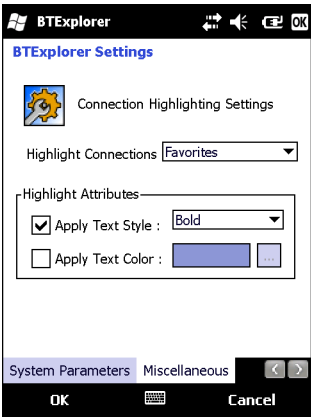 BTExplorer
OK
BTExplorer Settings
Connection Highlighting Settings
Highlight Connections Favorites
Highlight Attributes
Apply Text Style : Bold
Apply Text Color : ...
System Parameters Miscellaneous
OK Cancel